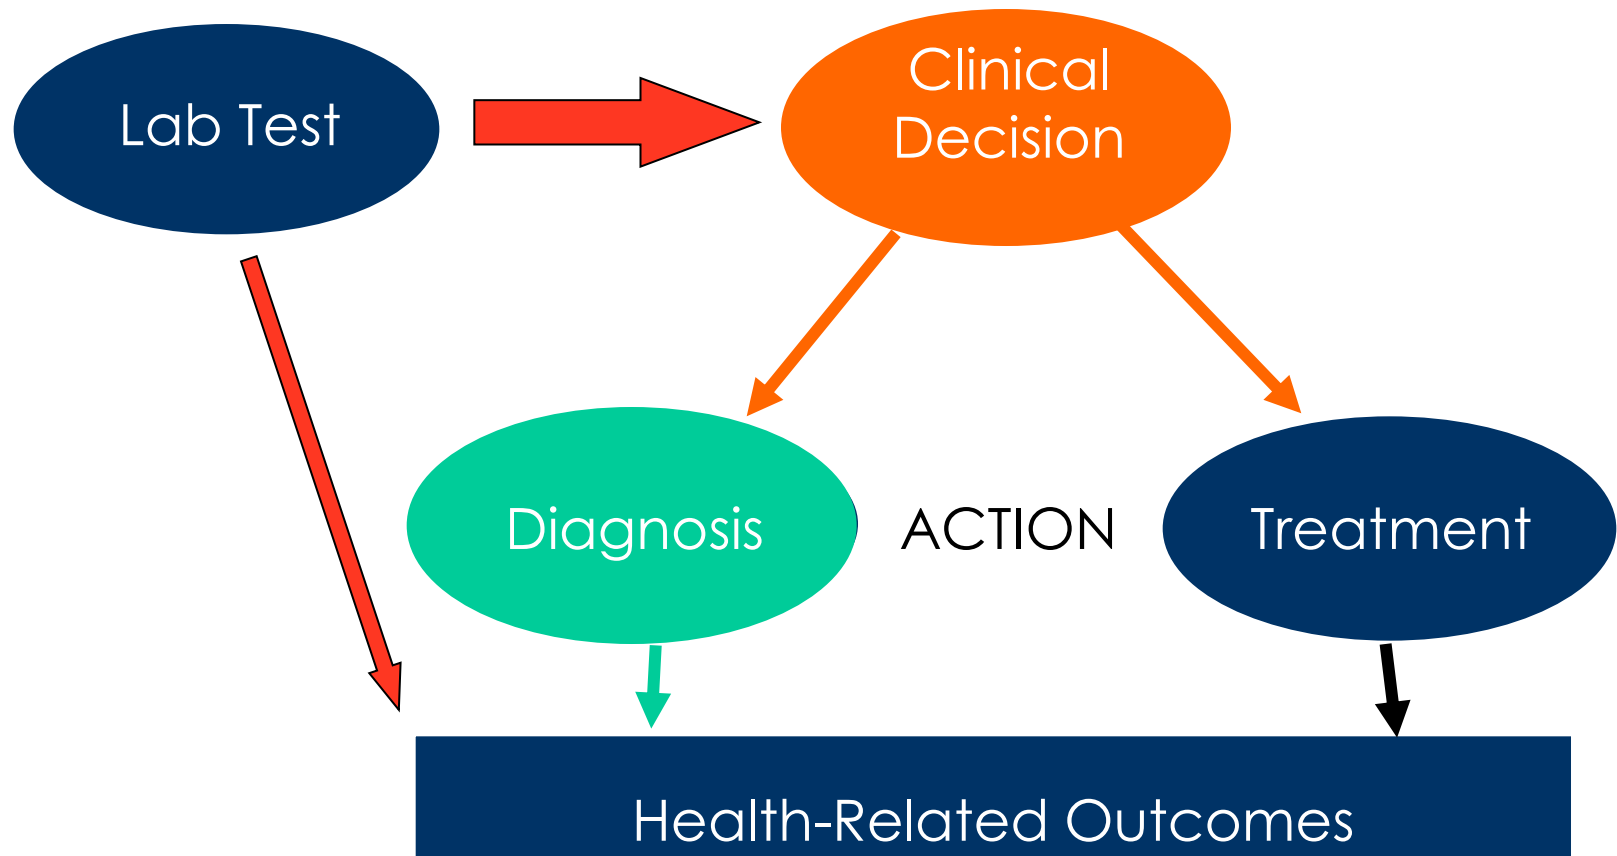 Lab Test
Clinical
Decision
Diagnosis
ACTION
Treatment
Health-Related Outcomes